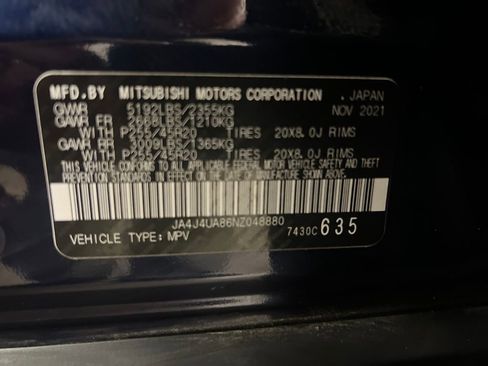 MFD.BY MITSUBISHI MOTORS CORPORATION .JAPAN
GVWR 5192LBS/2355KG NOV 2021
GAWR FR 2668LBS/1210KG
WITH P255/45R20 TIRES 20X8.0J RIMS
GAWR RR 3009LBS/1365KG
WITH P255/45R20 TIRES 20X8.0J RIMS
THIS VEHICLE CONFORMS TO ALL APPLICABLE FEDERAL MOTOR VEHICLE SAFETY AND THEFT
PREVENTION STANDARDS IN EFFECT ON THE DATE OF MANUFACTURE SHOWN ABOVE.
JA4J4UA86NZ048880
VEHICLE TYPE: MPV 7430C 635